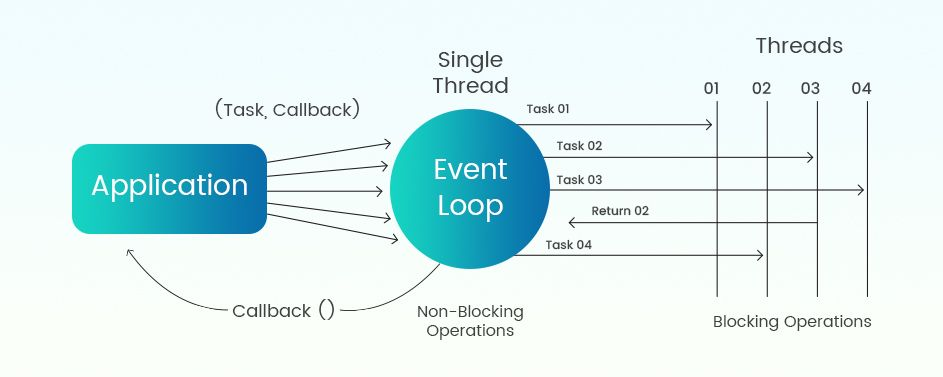 Threads
Single
Thread
01 02 03 04
(Task, Callback)
Task 01
Task 02
Application
Event
Loop
Task 03
Return 02
Task 04
Callback ()
Non-Blocking
Operations
Blocking Operations